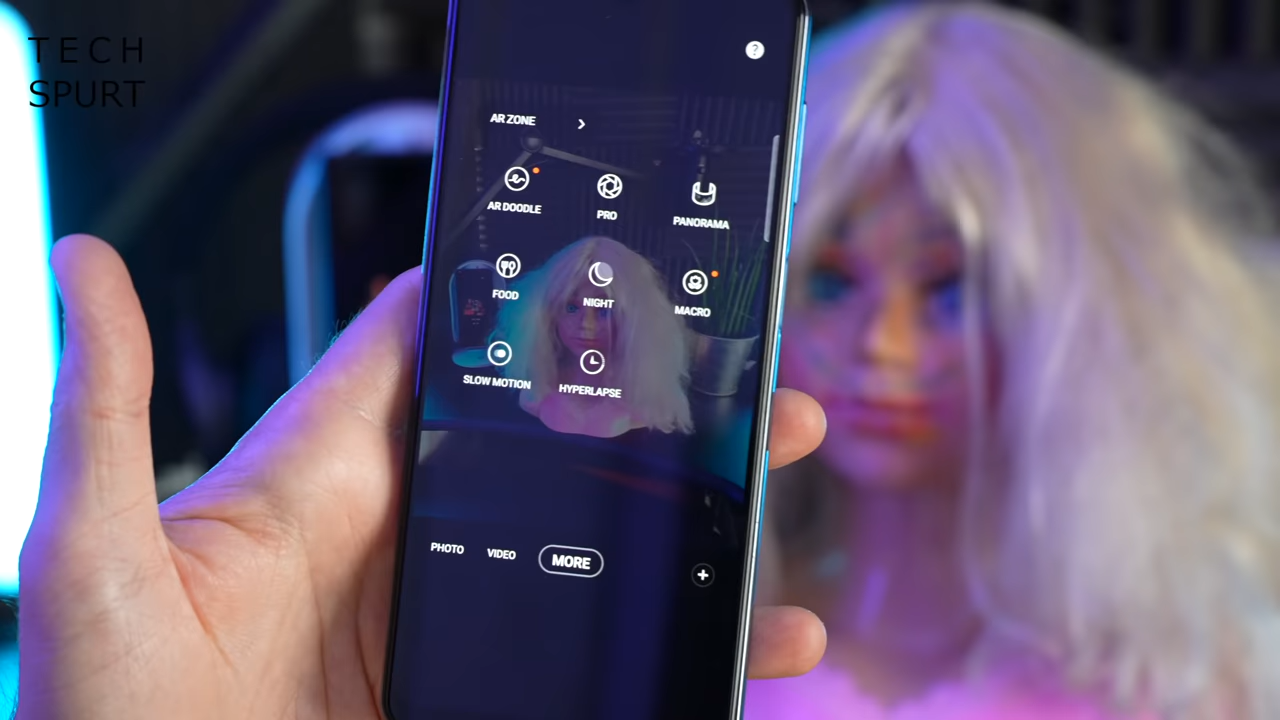 TECH
SPURT
?
AR ZONE >
AR DOODLE
PRO
PANORAMA
FOOD
NIGHT
MACRO
SLOW MOTION
HYPERLAPSE
PHOTO VIDEO MORE
+